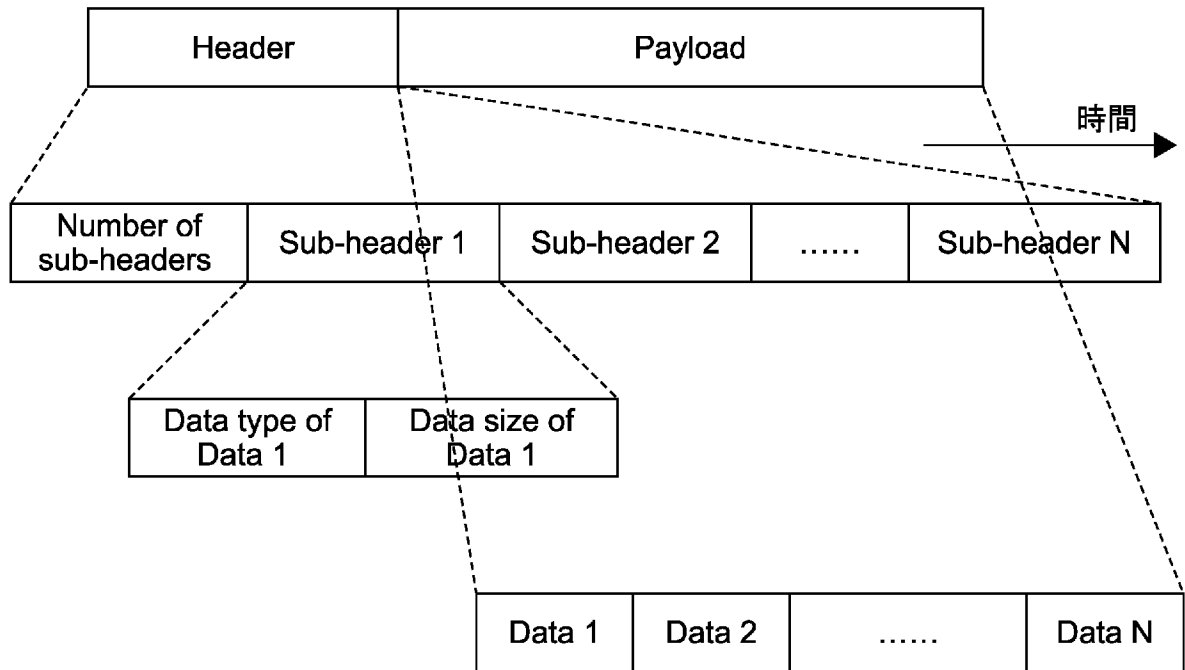 Header
Payload
時間
Number of
sub-headers
Sub-header 1
Sub-header 2
......
Sub-header N
Data type of
Data 1
Data size of
Data 1
Data 1
Data 2
......
Data N